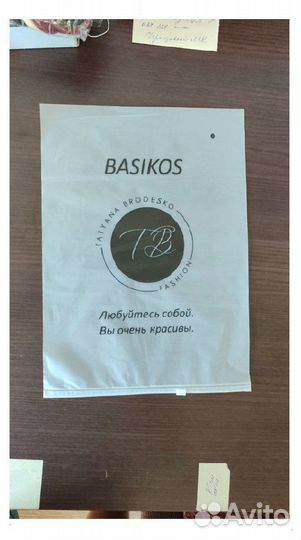 BASIKOS
TATYANA BRODESKO
TB
FASHION
Любуйтесь собой.
Вы очень красивы.
Avito